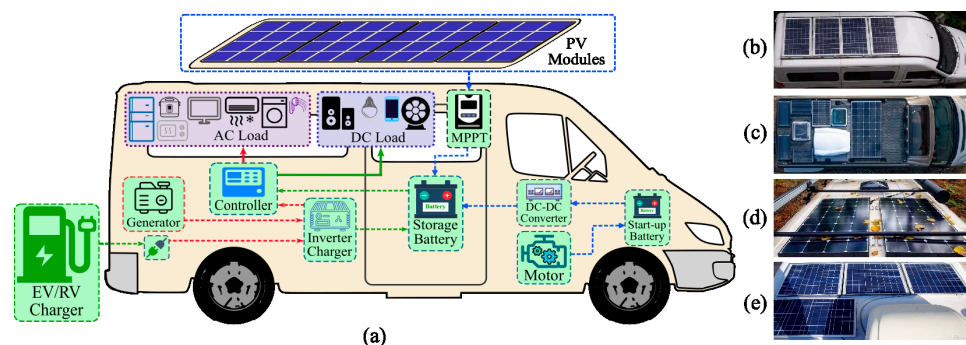 PV
Modules
(b)
AC Load
DC Load
MPPT
(c)
Controller
Generator
Battery
Storage
Battery
DC-DC
Converter
Start-up
Battery
(d)
Inverter
Charger
Motor
EV/RV
Charger
(e)
(a)